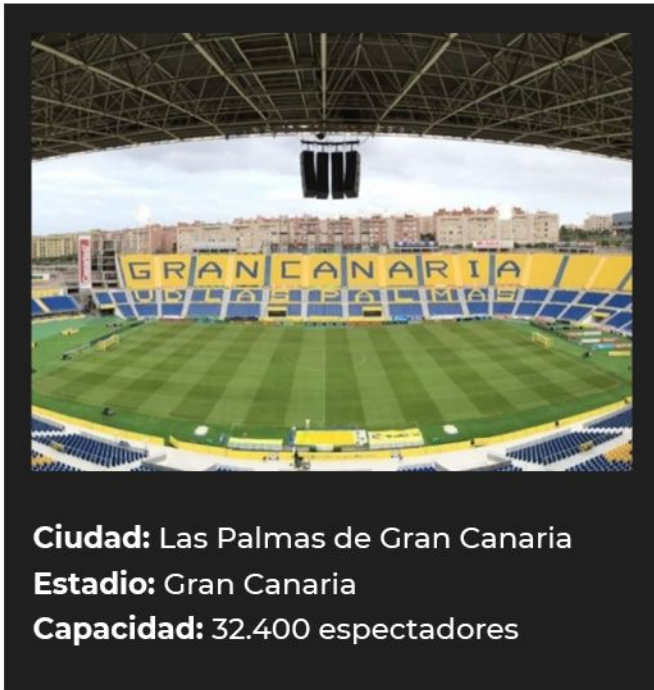 GRAN CANARIA
UD LAS PALMAS
Ciudad: Las Palmas de Gran Canaria
Estadio: Gran Canaria
Capacidad: 32.400 espectadores